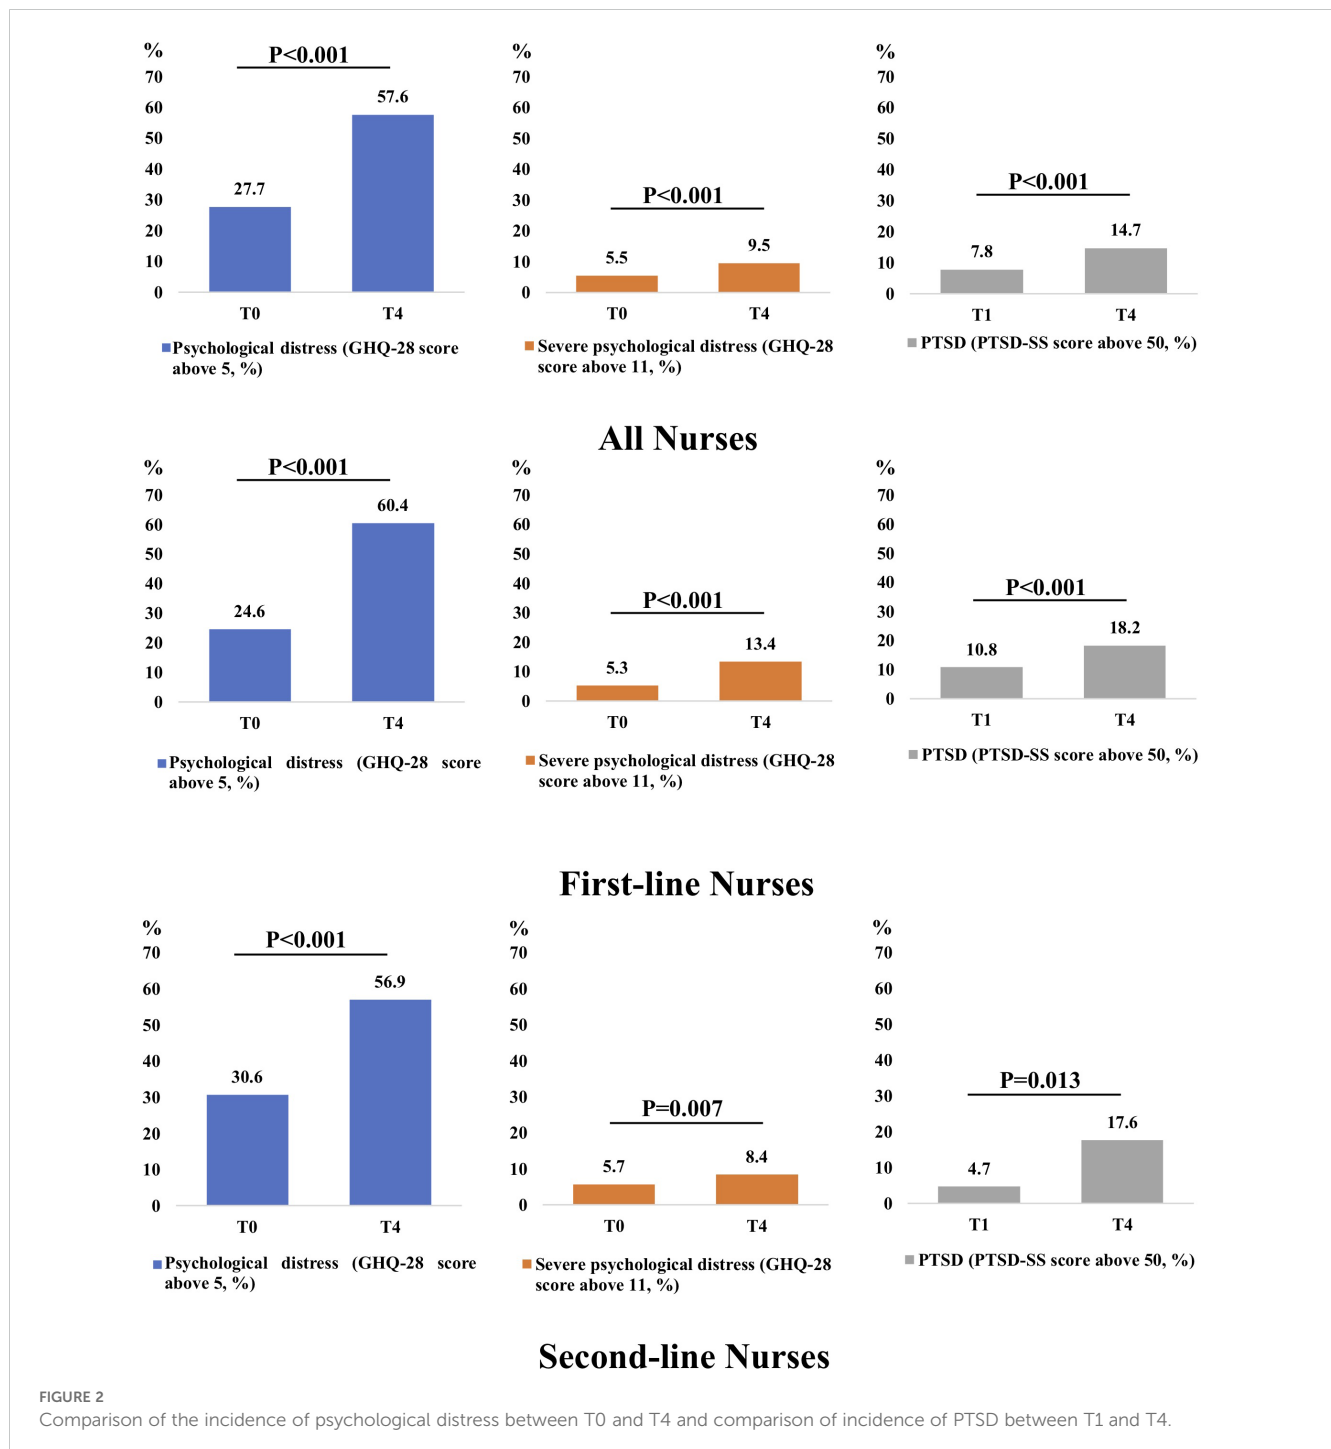 %
P<0.001
70
60
50
40
30
20
10
0
27.7
57.6
T0
T4
Psychological distress (GHQ-28 score
above 5, %)
%
P<0.001
70
60
50
40
30
20
10
0
5.5
9.5
T0
T4
Severe psychological distress (GHQ-28
score above 11, %)
%
P<0.001
70
60
50
40
30
20
10
0
7.8
14.7
T1
T4
PTSD (PTSD-SS score above 50, %)
All Nurses
%
P<0.001
70
60
50
40
30
20
10
0
24.6
60.4
T0
T4
Psychological distress (GHQ-28 score
above 5, %)
%
P<0.001
70
60
50
40
30
20
10
0
5.3
13.4
T0
T4
Severe psychological distress (GHQ-28
score above 11, %)
%
P<0.001
70
60
50
40
30
20
10
0
10.8
18.2
T1
T4
PTSD (PTSD-SS score above 50, %)
First-line Nurses
%
P<0.001
70
60
50
40
30
20
10
0
30.6
56.9
T0
T4
Psychological distress (GHQ-28 score
above 5, %)
%
P=0.007
70
60
50
40
30
20
10
0
5.7
8.4
T0
T4
Severe psychological distress (GHQ-28
score above 11, %)
%
P=0.013
70
60
50
40
30
20
10
0
4.7
17.6
T1
T4
PTSD (PTSD-SS score above 50, %)
Second-line Nurses
FIGURE 2
Comparison of the incidence of psychological distress between T0 and T4 and comparison of incidence of PTSD between T1 and T4.